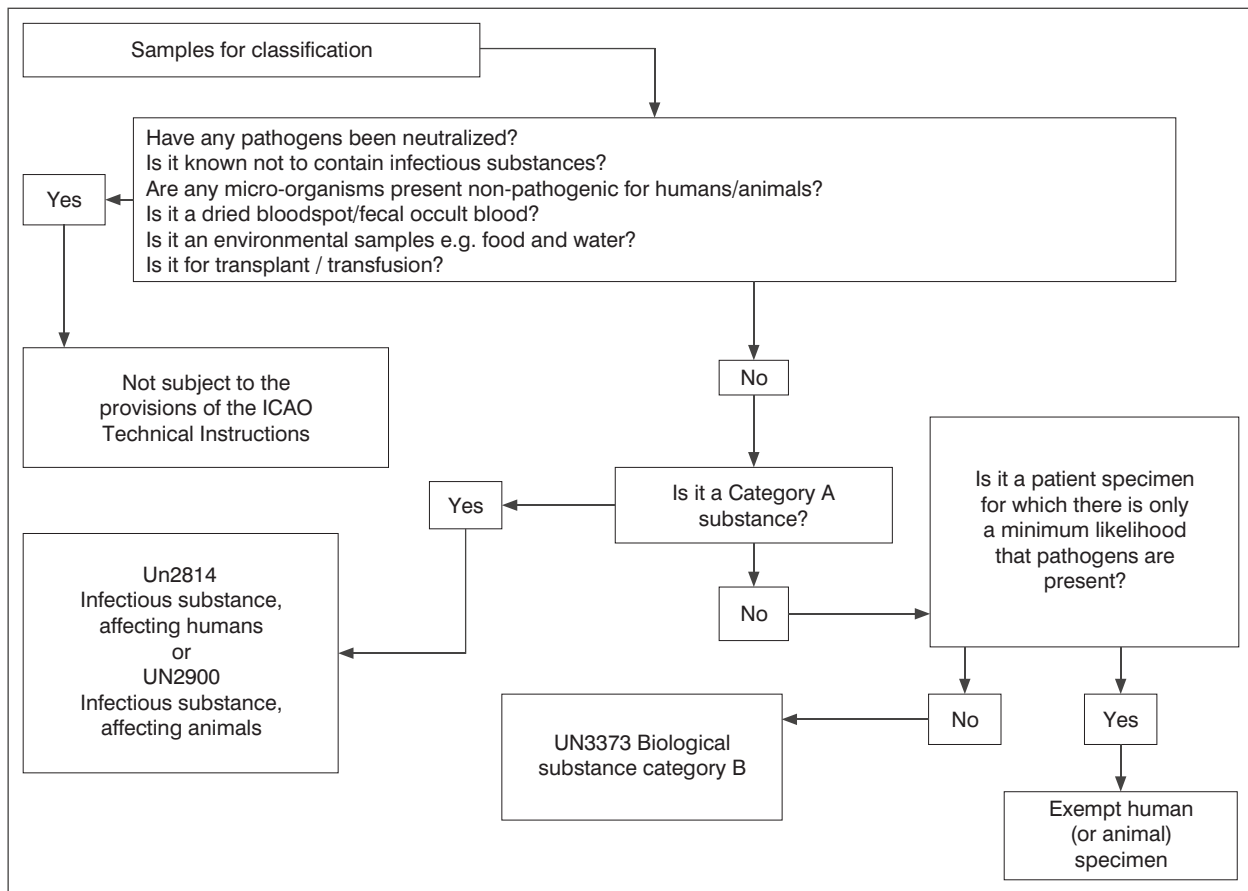 Samples for classification
Have any pathogens been neutralized?
Is it known not to contain infectious substances?
Are any micro-organisms present non-pathogenic for humans/animals?
Is it a dried bloodspot/fecal occult blood?
Is it an environmental samples e.g. food and water?
Is it for transplant / transfusion?
Yes
Not subject to the
provisions of the ICAO
Technical Instructions
No
Is it a Category A
substance?
Yes
Un2814
Infectious substance,
affecting humans
or
UN2900
Infectious substance,
affecting animals
No
Is it a patient specimen
for which there is only
a minimum likelihood
that pathogens are
present?
No
UN3373 Biological
substance category B
Yes
Exempt human
(or animal)
specimen